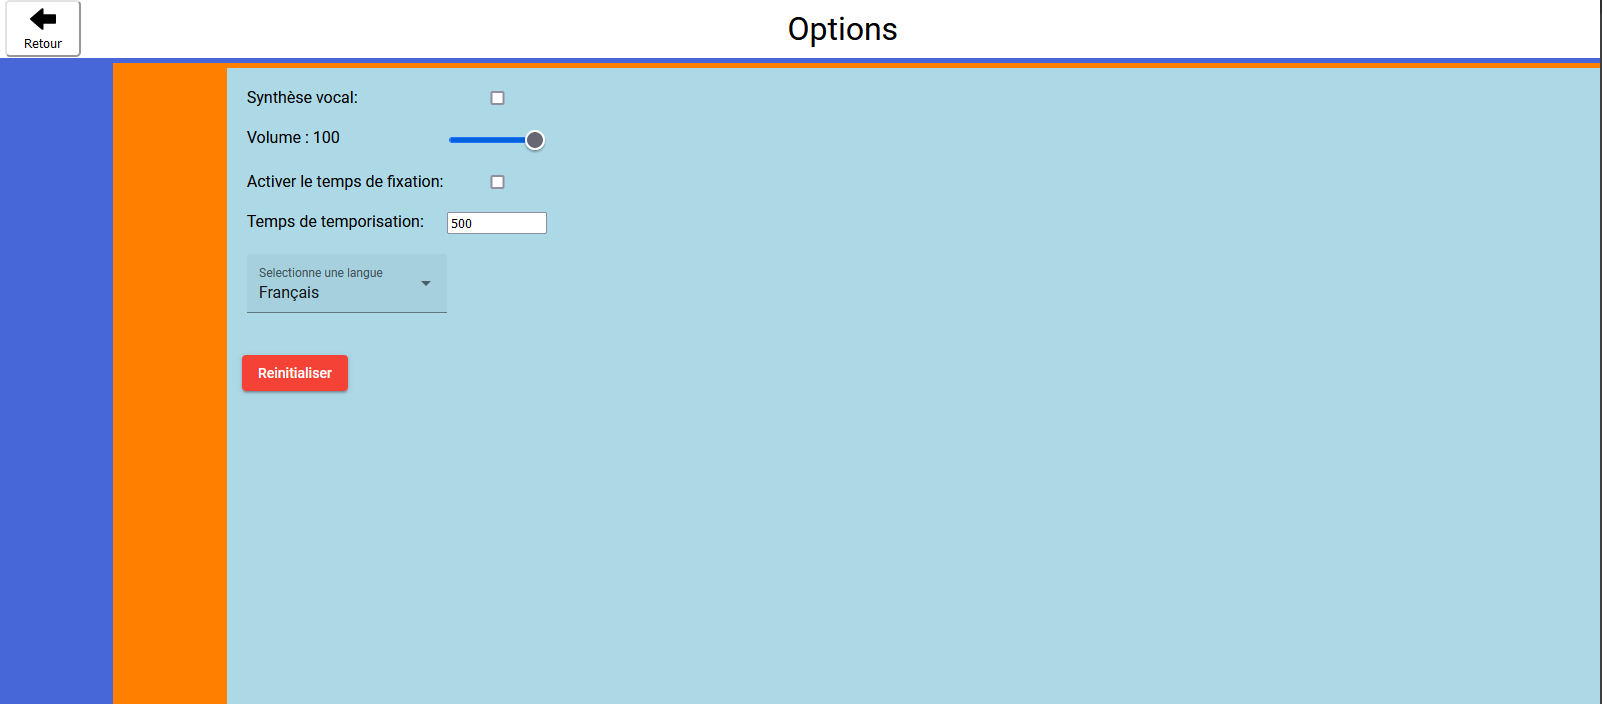 Retour
Options
Synthèse vocal:
Volume : 100
Activer le temps de fixation:
Temps de temporisation: 500
Selectionne une langue
Français
Reinitialiser